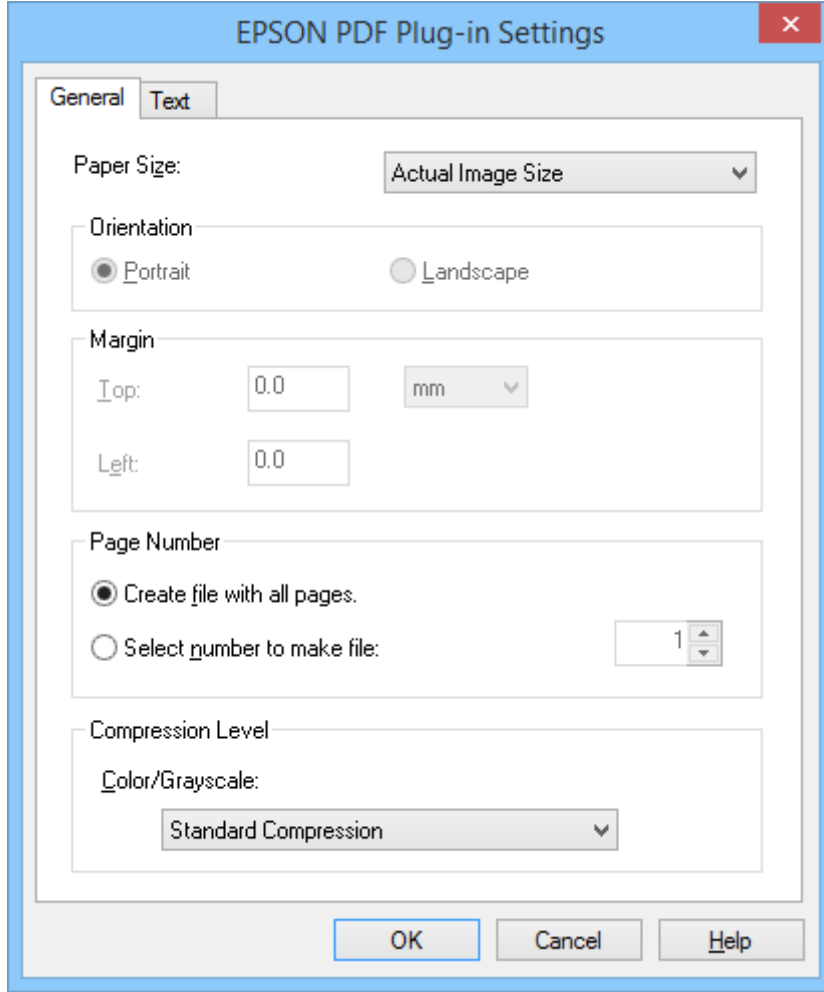 EPSON PDF Plug-in Settings
General Text
Paper Size: Actual Image Size
Orientation
Portrait Landscape
Margin
Top: 0.0 mm
Left: 0.0
Page Number
Create file with all pages.
Select number to make file: 1
Compression Level
Color/Grayscale:
Standard Compression
OK Cancel Help